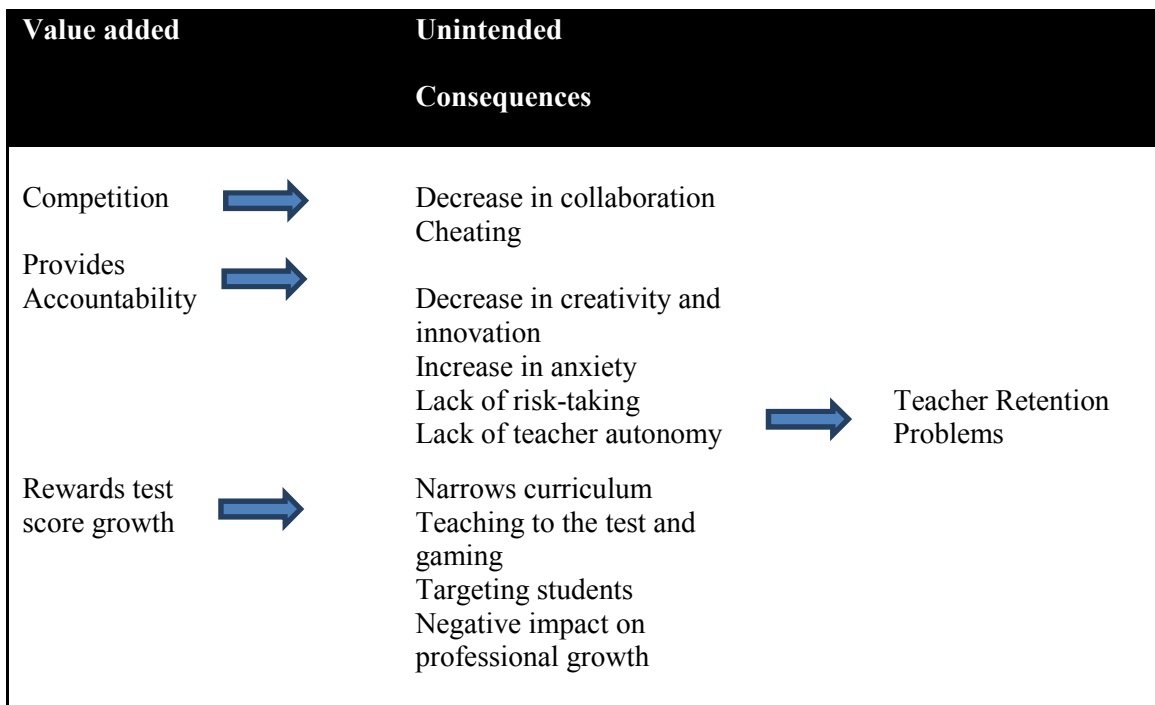 Value added
Unintended
Consequences
Competition
Decrease in collaboration
Cheating
Provides
Accountability
Decrease in creativity and
innovation
Increase in anxiety
Lack of risk-taking
Lack of teacher autonomy
Teacher Retention
Problems
Rewards test
score growth
Narrows curriculum
Teaching to the test and
gaming
Targeting students
Negative impact on
professional growth